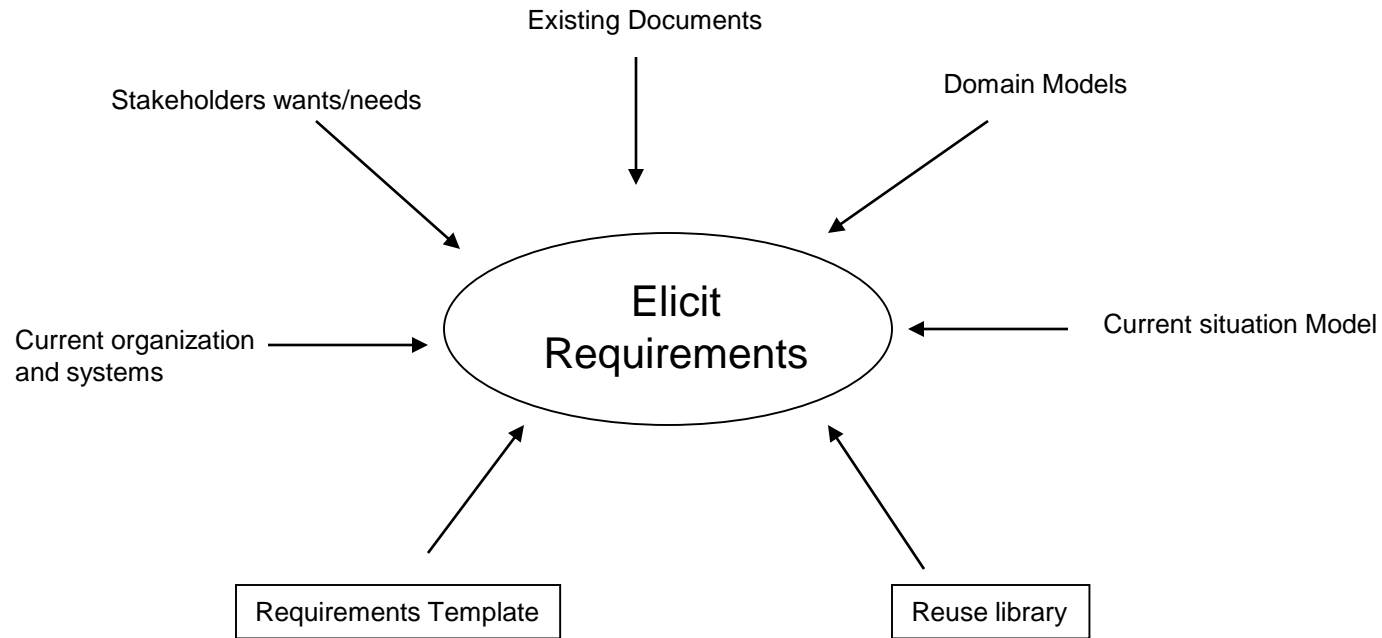 Existing Documents
Stakeholders wants/needs
Domain Models
Elicit
Requirements
Current organization
and systems
Current situation Model
Requirements Template
Reuse library